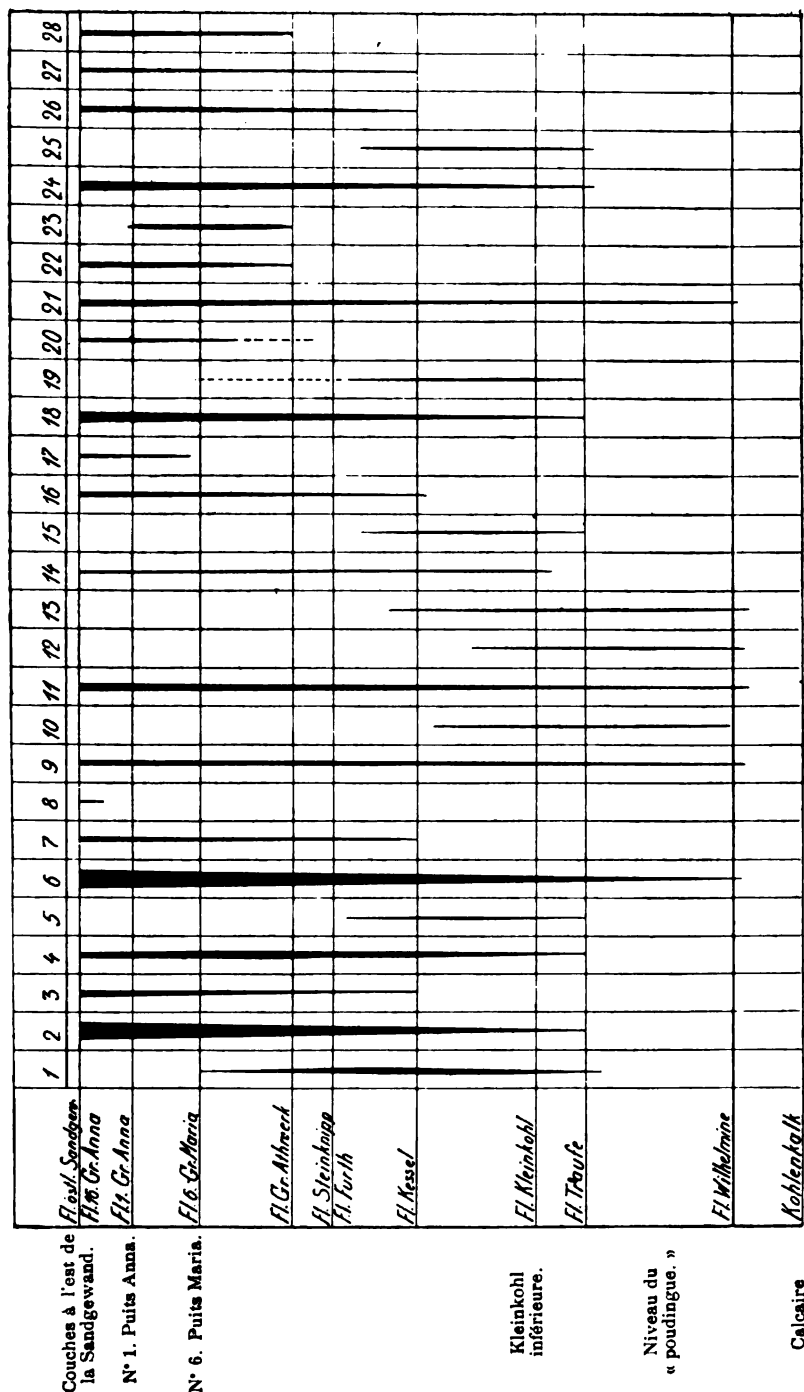 1 2 3 4 5 6 7 8 9 10 11 12 13 14 15 16 17 18 19 20 21 22 23 24 25 26 27 28
Couches à l'est de
la Sandgewand.
Fl. östl. Sandgew.
Fl. 16. Gr. Anna
N° 1. Puits Anna.
Fl. 1. Gr. Anna
N° 6. Puits Maria.
Fl. 6. Gr. Maria
Fl. Gr. Athwerk
Fl. Steinknipp
Fl. Furth
Fl. Kessel
Kleinkohl
inférieure.
Fl. Kleinkohl
Fl. Traufe
Niveau du
« poudingue. »
Fl. Wilhelmine
Calcaire
Kohlenkalk